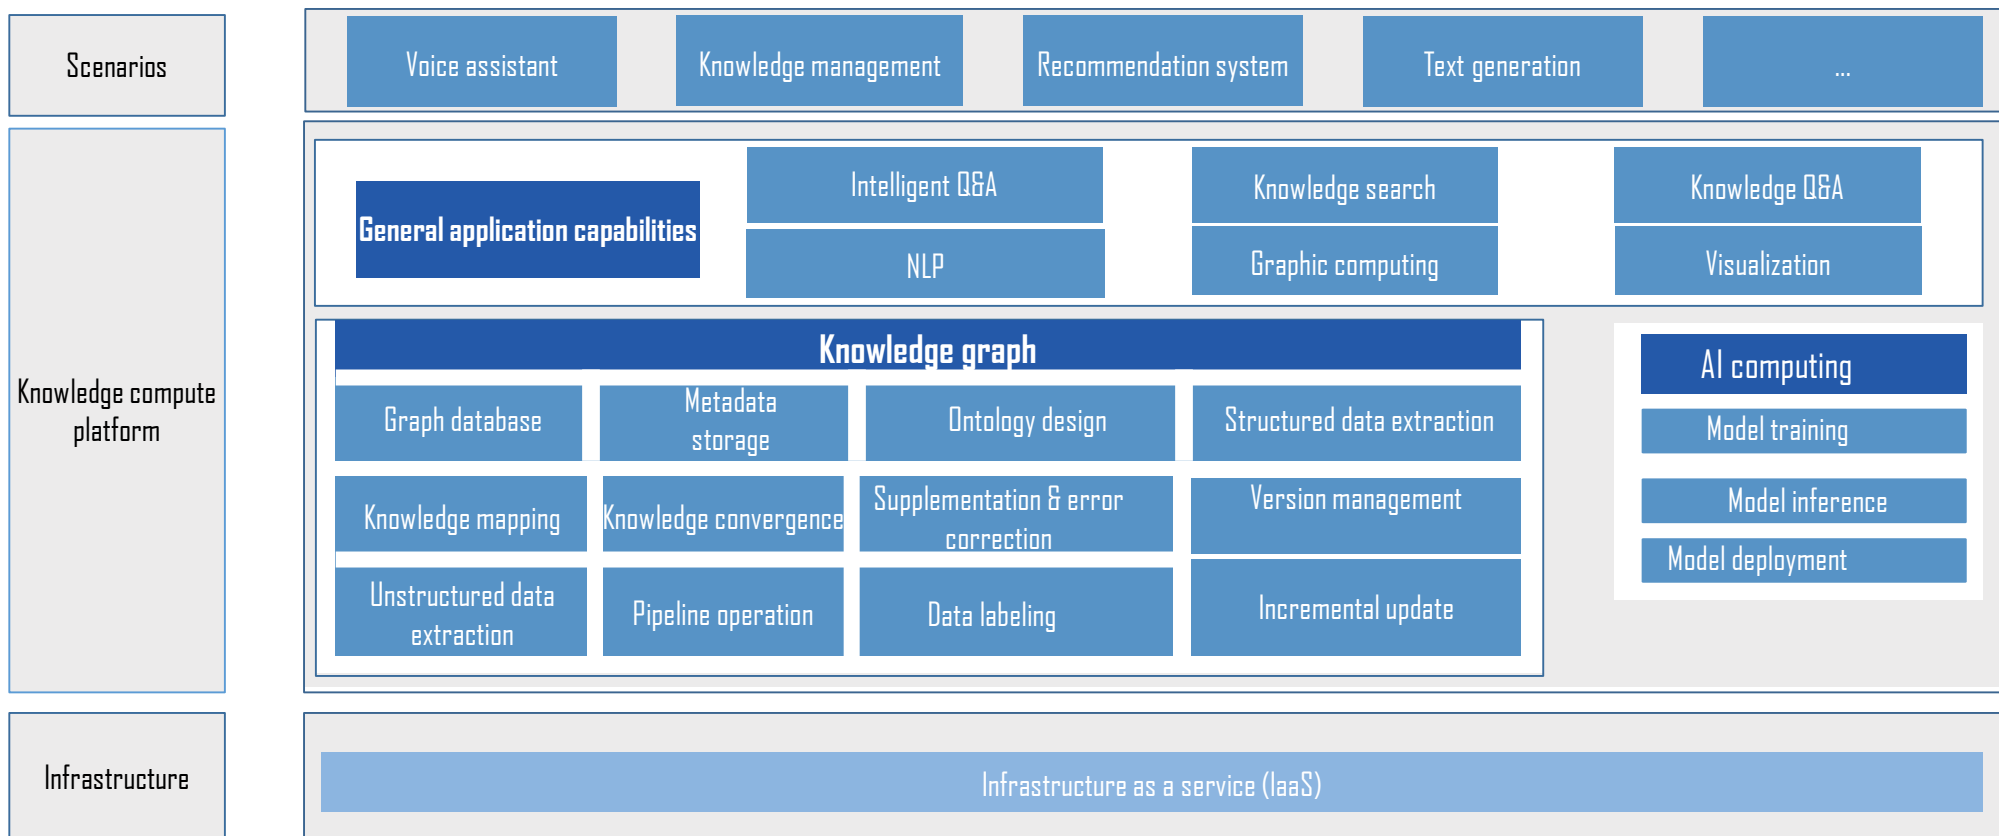 Scenarios
Voice assistant
Knowledge management
Recommendation system
Text generation
...
Knowledge compute
platform
General application capabilities
Intelligent Q&A
Knowledge search
Knowledge Q&A
NLP
Graphic computing
Visualization
Knowledge graph
Graph database
Metadata
storage
Ontology design
Structured data extraction
Knowledge mapping
Knowledge convergence
Supplementation & error
correction
Version management
Unstructured data
extraction
Pipeline operation
Data labeling
Incremental update
AI computing
Model training
Model inference
Model deployment
Infrastructure
Infrastructure as a service (IaaS)